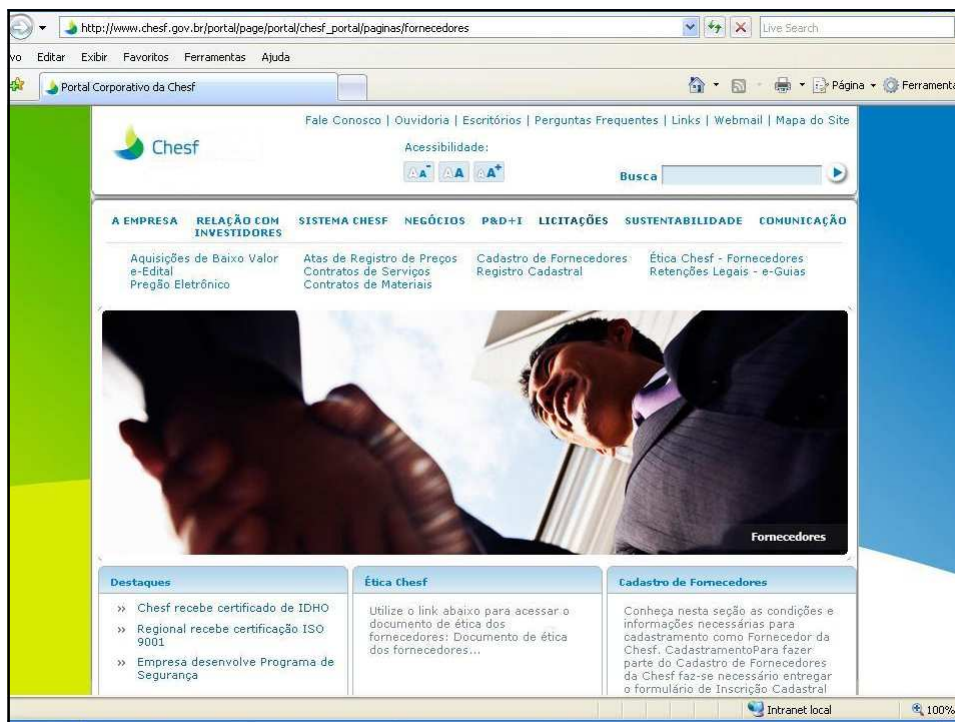 http://www.chesf.gov.br/portal/page/portal/chesf_portal/paginas/fornecedores
Live Search
vo Editar Exibir Favoritos Ferramentas Ajuda
Portal Corporativo da Chesf
Página
Ferramenta
Fale Conosco | Ouvidoria | Escritórios | Perguntas Frequentes | Links | Webmail | Mapa do Site
Chesf
Acessibilidade:
AA- AA AA+
Busca
A EMPRESA RELAÇÃO COM INVESTIDORES SISTEMA CHESF NEGÓCIOS P&D+I LICITAÇÕES SUSTENTABILIDADE COMUNICAÇÃO
Aquisições de Baixo Valor
e-Edital
Pregão Eletrônico
Atas de Registro de Preços
Contratos de Serviços
Contratos de Materiais
Cadastro de Fornecedores
Registro Cadastral
Ética Chesf - Fornecedores
Retenções Legais - e-Guias
Fornecedores
Destaques
» Chesf recebe certificado de IDHO
» Regional recebe certificação ISO
9001
» Empresa desenvolve Programa de
Segurança
Ética Chesf
Utilize o link abaixo para acessar o
documento de ética dos
fornecedores: Documento de ética
dos fornecedores...
Cadastro de Fornecedores
Conheça nesta seção as condições e
informações necessárias para
cadastramento como Fornecedor da
Chesf. CadastramentoPara fazer
parte do Cadastro de Fornecedores
da Chesf faz-se necessário entregar
o formulário de Inscrição Cadastral
Intranet local
100%